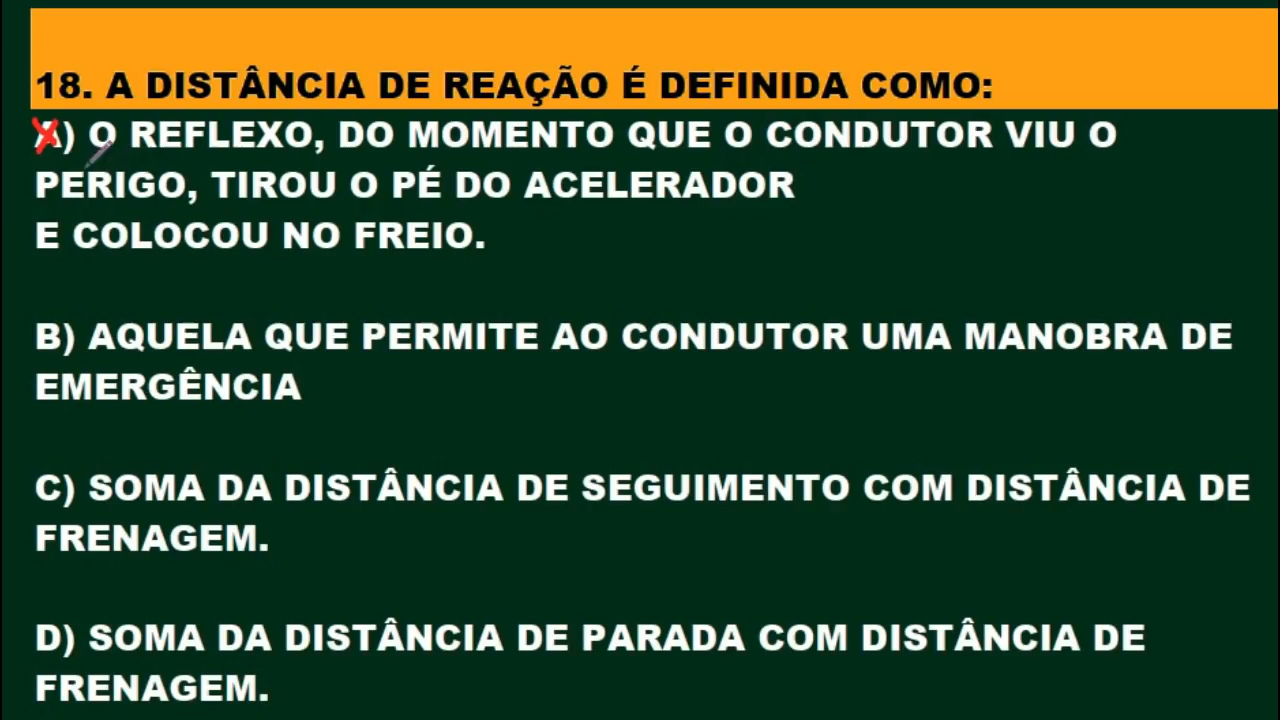 18. A DISTÂNCIA DE REAÇÃO É DEFINIDA COMO:
A) O REFLEXO, DO MOMENTO QUE O CONDUTOR VIU O
PERIGO, TIROU O PÉ DO ACELERADOR
E COLOCOU NO FREIO.
B) AQUELA QUE PERMITE AO CONDUTOR UMA MANOBRA DE
EMERGÊNCIA
C) SOMA DA DISTÂNCIA DE SEGUIMENTO COM DISTÂNCIA DE
FRENAGEM.
D) SOMA DA DISTÂNCIA DE PARADA COM DISTÂNCIA DE
FRENAGEM.